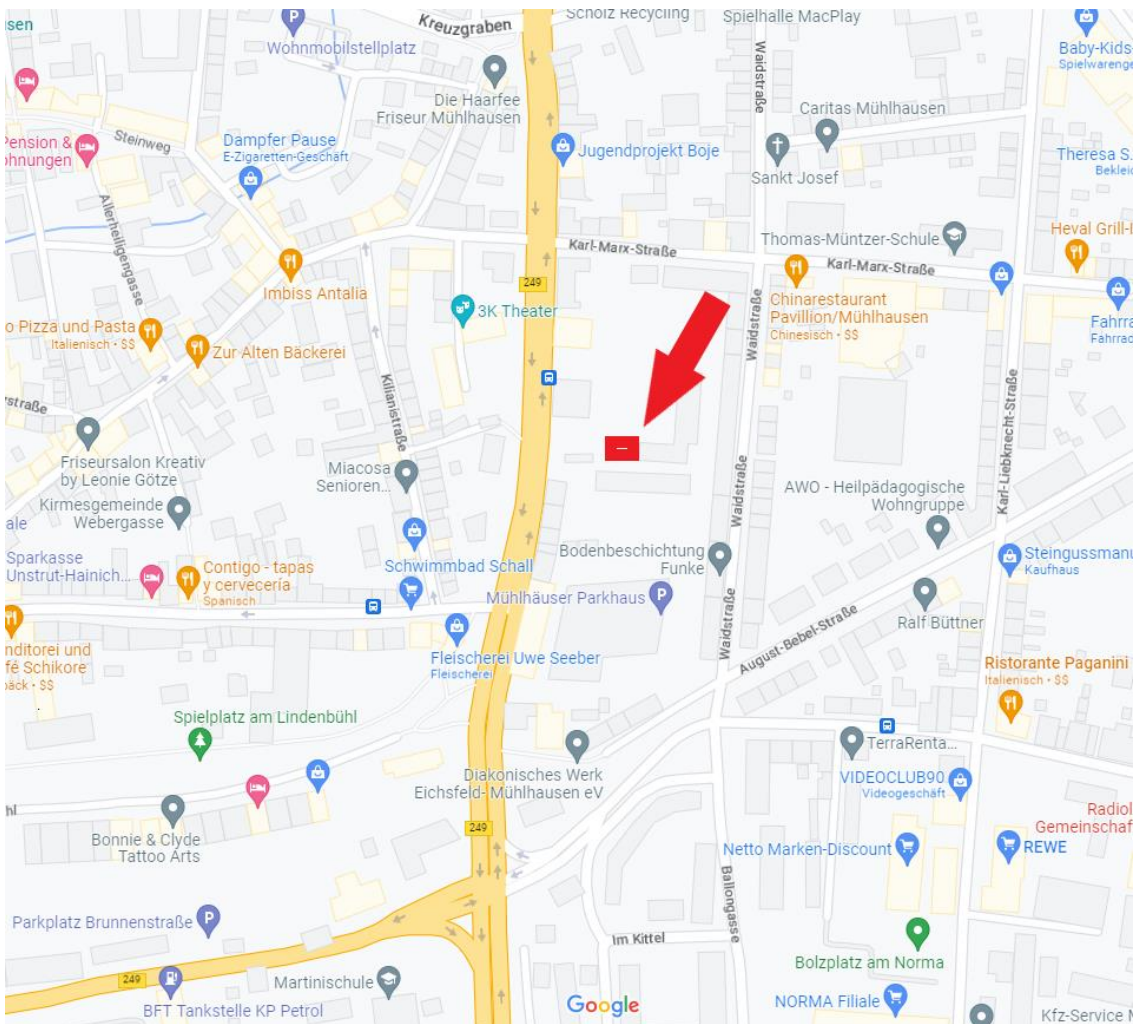 sen
Wohnmobilstellplatz
Kreuzgraben
Scholz Recycling
Spielhalle MacPlay
Baby-Kids-
Spielwarenge
Waidstraße
Die Haarfee
Friseur Mühlhausen
Caritas Mühlhausen
Steinweg
Pension &
ohnungen
Dampfer Pause
E-Zigaretten-Geschäft
Jugendprojekt Boje
Sankt Josef
Theresa S.
Beklei
Allerheiligengasse
Karl-Marx-Straße
Thomas-Müntzer-Schule
Heval Grill-I
Karl-Marx-Straße
Imbiss Antalia
249
3K Theater
Chinarestaurant
Pavillion/Mühlhausen
Chinesisch • $$
Waidstraße
Fahrra
Fahrrad
o Pizza und Pasta
Italienisch • $$
Zur Alten Bäckerei
Kilianistraße
Karl-Liebknecht-Straße
straße
Friseursalon Kreativ
by Leonie Götze
Miacosa
Senioren...
Waidstraße
AWO - Heilpädagogische
Wohngruppe
Kirmesgemeinde
Webergasse
ale
Sparkasse
Unstrut-Hainich...
Contigo - tapas
y cervecería
Spanisch
Schwimmbad Schall
Bodenbeschichtung
Funke
Steingussmanu
Kaufhaus
Mühlhäuser Parkhaus
Waidstraße
Ralf Büttner
August-Bebel-Straße
nditorei und
fé Schikore
päck • $$
Fleischerei Uwe Seeber
Fleischerei
Ristorante Paganini
Italienisch • $$
Spielplatz am Lindenbühl
TerraRenta...
Diakonisches Werk
Eichsfeld- Mühlhausen eV
VIDEOCLUB90
Videogeschäft
hl
Bonnie & Clyde
Tattoo Arts
249
Radiol
Gemeinschaf
Netto Marken-Discount
REWE
Ballongasse
Parkplatz Brunnenstraße
Im Kittel
Bolzplatz am Norma
249
Martinischule
BFT Tankstelle KP Petrol
Google
NORMA Filiale
Kfz-Service M